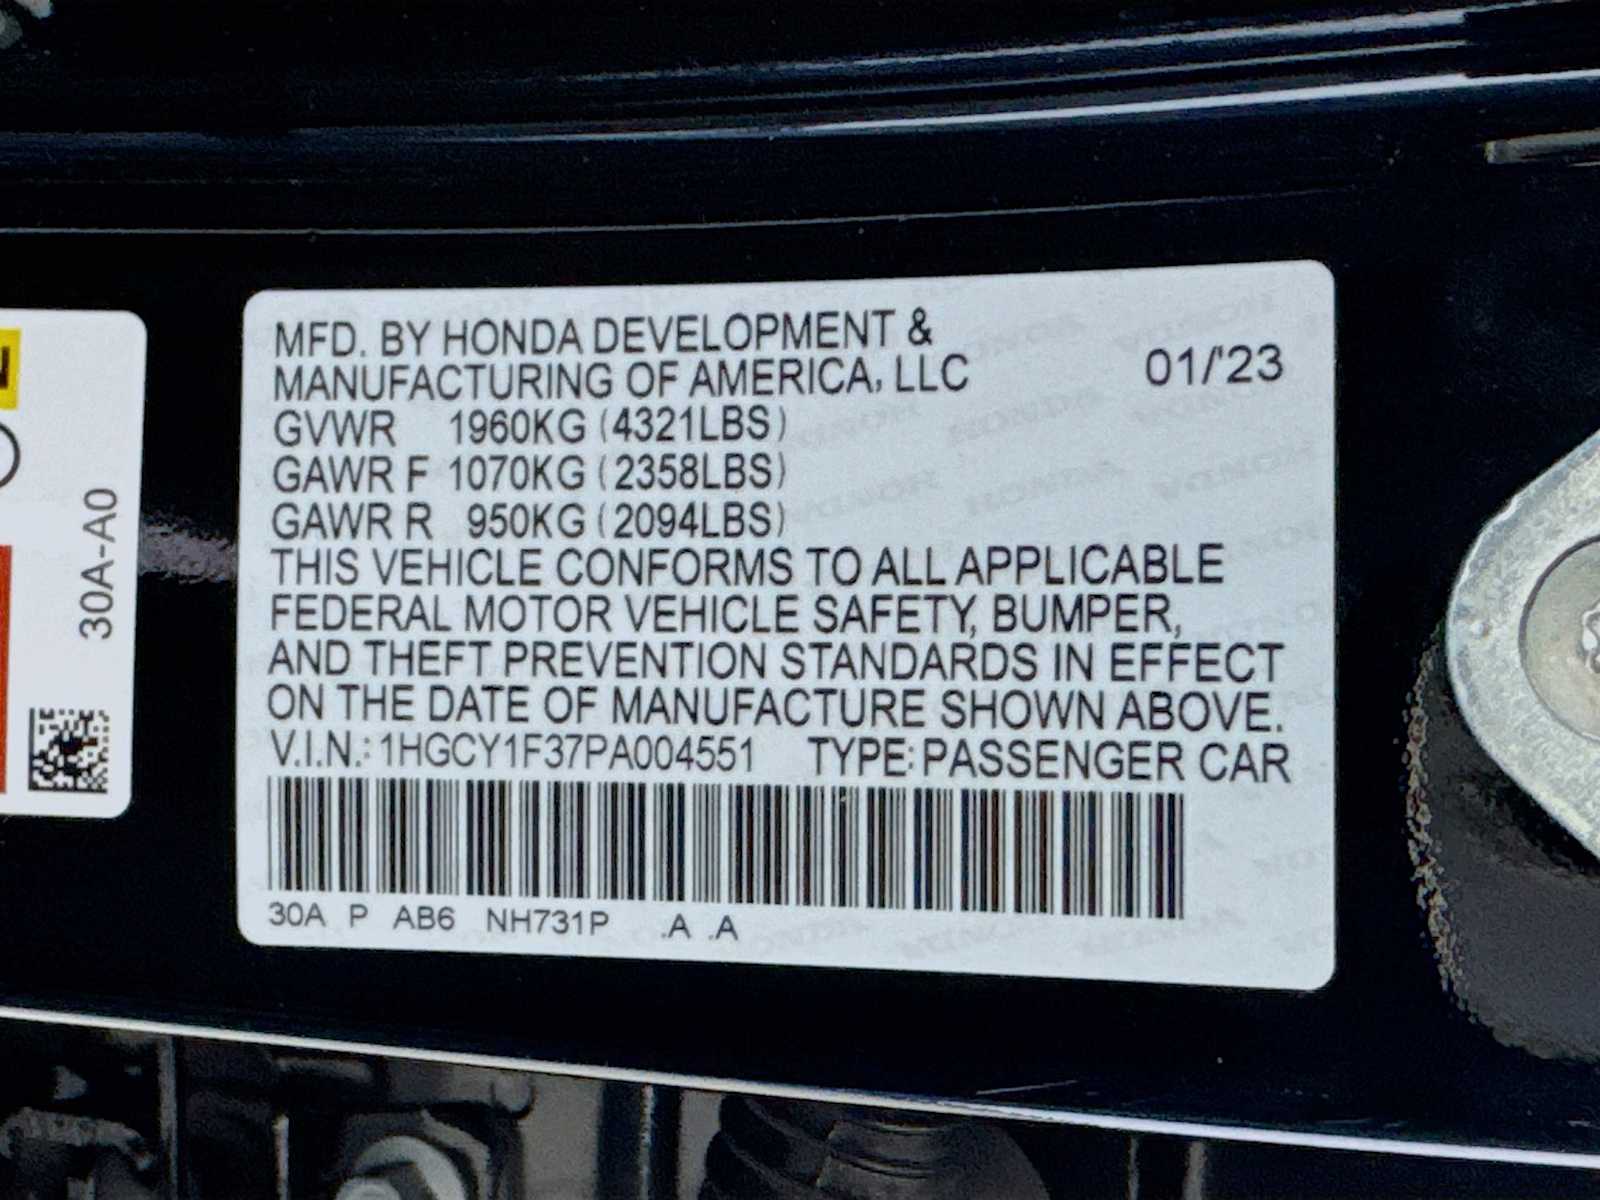 MFD. BY HONDA DEVELOPMENT &
MANUFACTURING OF AMERICA, LLC 01/'23
GVWR 1960KG (4321LBS)
GAWR F 1070KG (2358LBS)
GAWR R 950KG (2094LBS)
THIS VEHICLE CONFORMS TO ALL APPLICABLE
FEDERAL MOTOR VEHICLE SAFETY, BUMPER,
AND THEFT PREVENTION STANDARDS IN EFFECT
ON THE DATE OF MANUFACTURE SHOWN ABOVE.
V.I.N.: 1HGCY1F37PA004551 TYPE: PASSENGER CAR
30A P AB6 NH731P .A .A
30A-A0